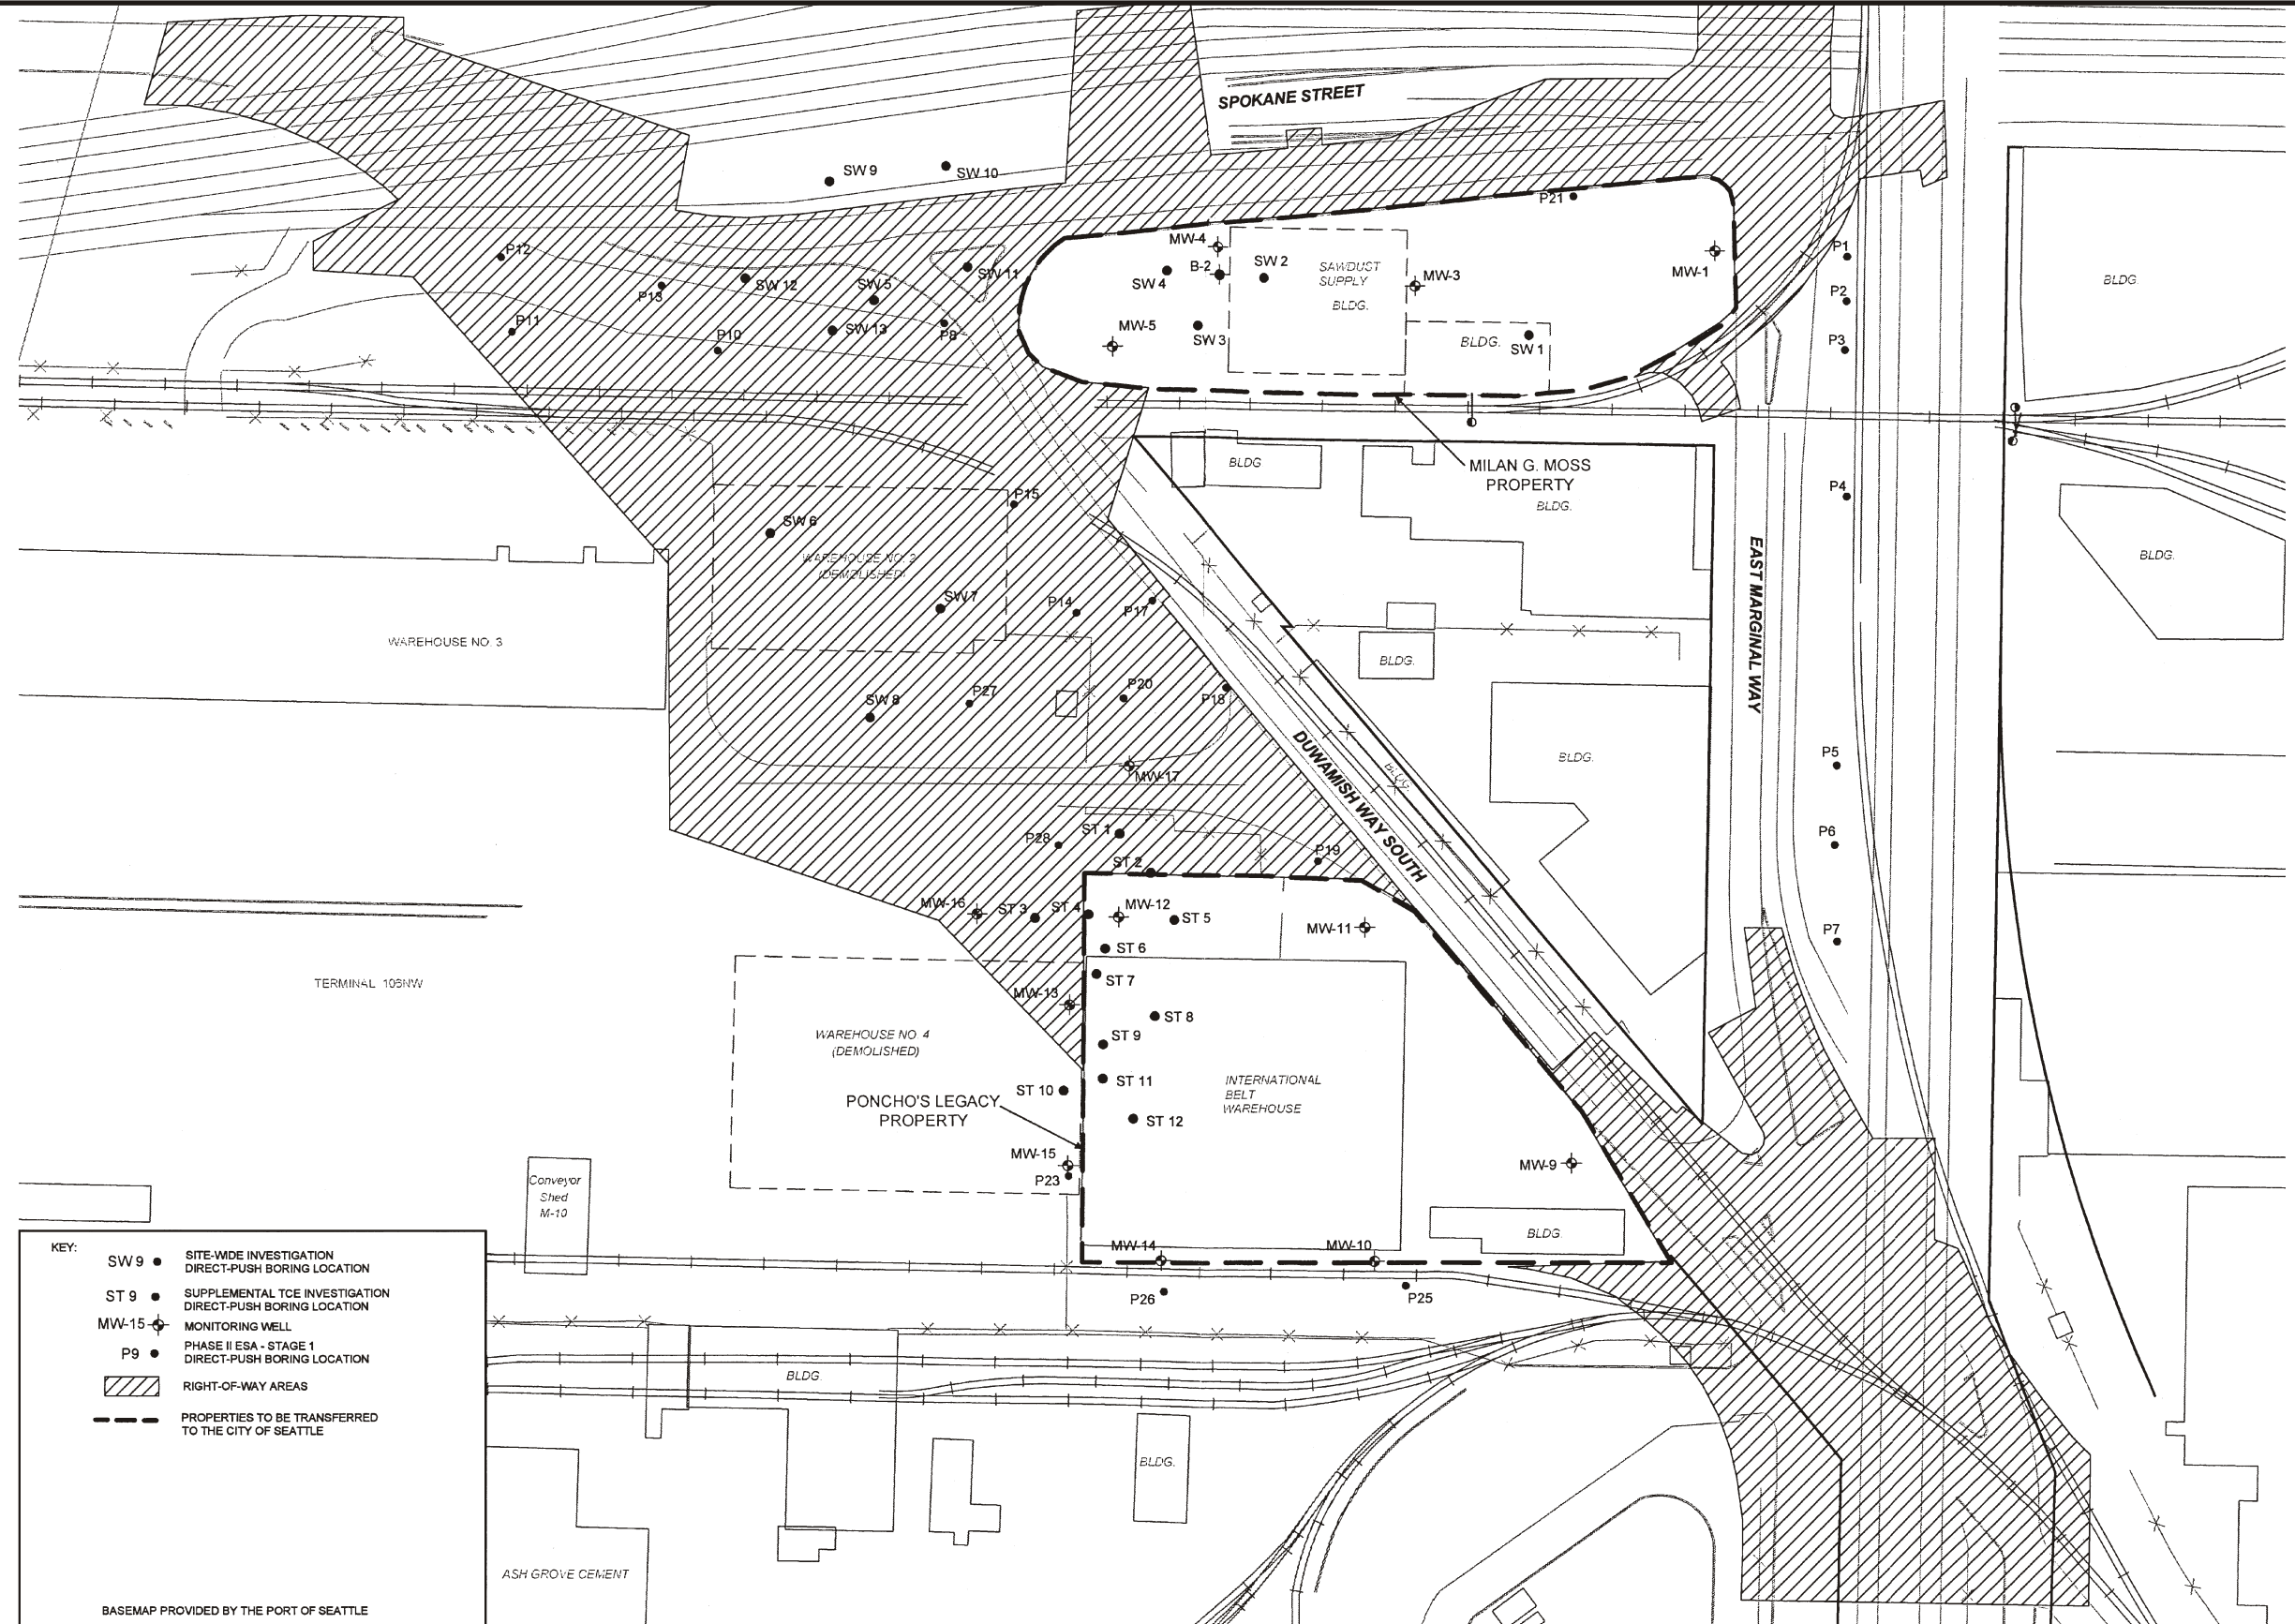 SPOKANE STREET
SW 9
SW 10
P21
P12
MW-4
SW 11
B-2
SW 2
SAWDUST
SUPPLY
BLDG.
MW-3
MW-1
P1
BLDG.
P13
SW 12
SW 5
SW 4
P2
P11
P10
SW 13
P8
MW-5
SW 3
BLDG.
SW 1
P3
BLDG
MILAN G. MOSS
PROPERTY
BLDG.
P4
P15
SW 6
WAREHOUSE NO. 2
(DEMOLISHED)
EAST MARGINAL WAY
BLDG.
SW 7
P14
P17
WAREHOUSE NO. 3
BLDG.
SW 8
P27
P20
P18
DUWAMISH WAY SOUTH
BLDG.
BLDG.
P5
MW-17
P28
ST 1
P19
P6
ST 2
MW-16
ST 3
ST 4
MW-12
ST 5
MW-11
P7
ST 6
ST 7
TERMINAL 106NW
MW-13
ST 8
WAREHOUSE NO. 4
(DEMOLISHED)
ST 9
ST 10
ST 11
INTERNATIONAL
BELT
WAREHOUSE
PONCHO'S LEGACY
PROPERTY
ST 12
MW-15
P23
MW-9
Conveyor
Shed
M-10
BLDG.
MW-14
MW-10
P26
P25
BLDG.
BLDG.
ASH GROVE CEMENT
KEY:
SW 9 SITE-WIDE INVESTIGATION
DIRECT-PUSH BORING LOCATION
ST 9 SUPPLEMENTAL TCE INVESTIGATION
DIRECT-PUSH BORING LOCATION
MW-15 MONITORING WELL
P9 PHASE II ESA - STAGE 1
DIRECT-PUSH BORING LOCATION
RIGHT-OF-WAY AREAS
PROPERTIES TO BE TRANSFERRED
TO THE CITY OF SEATTLE
BASEMAP PROVIDED BY THE PORT OF SEATTLE